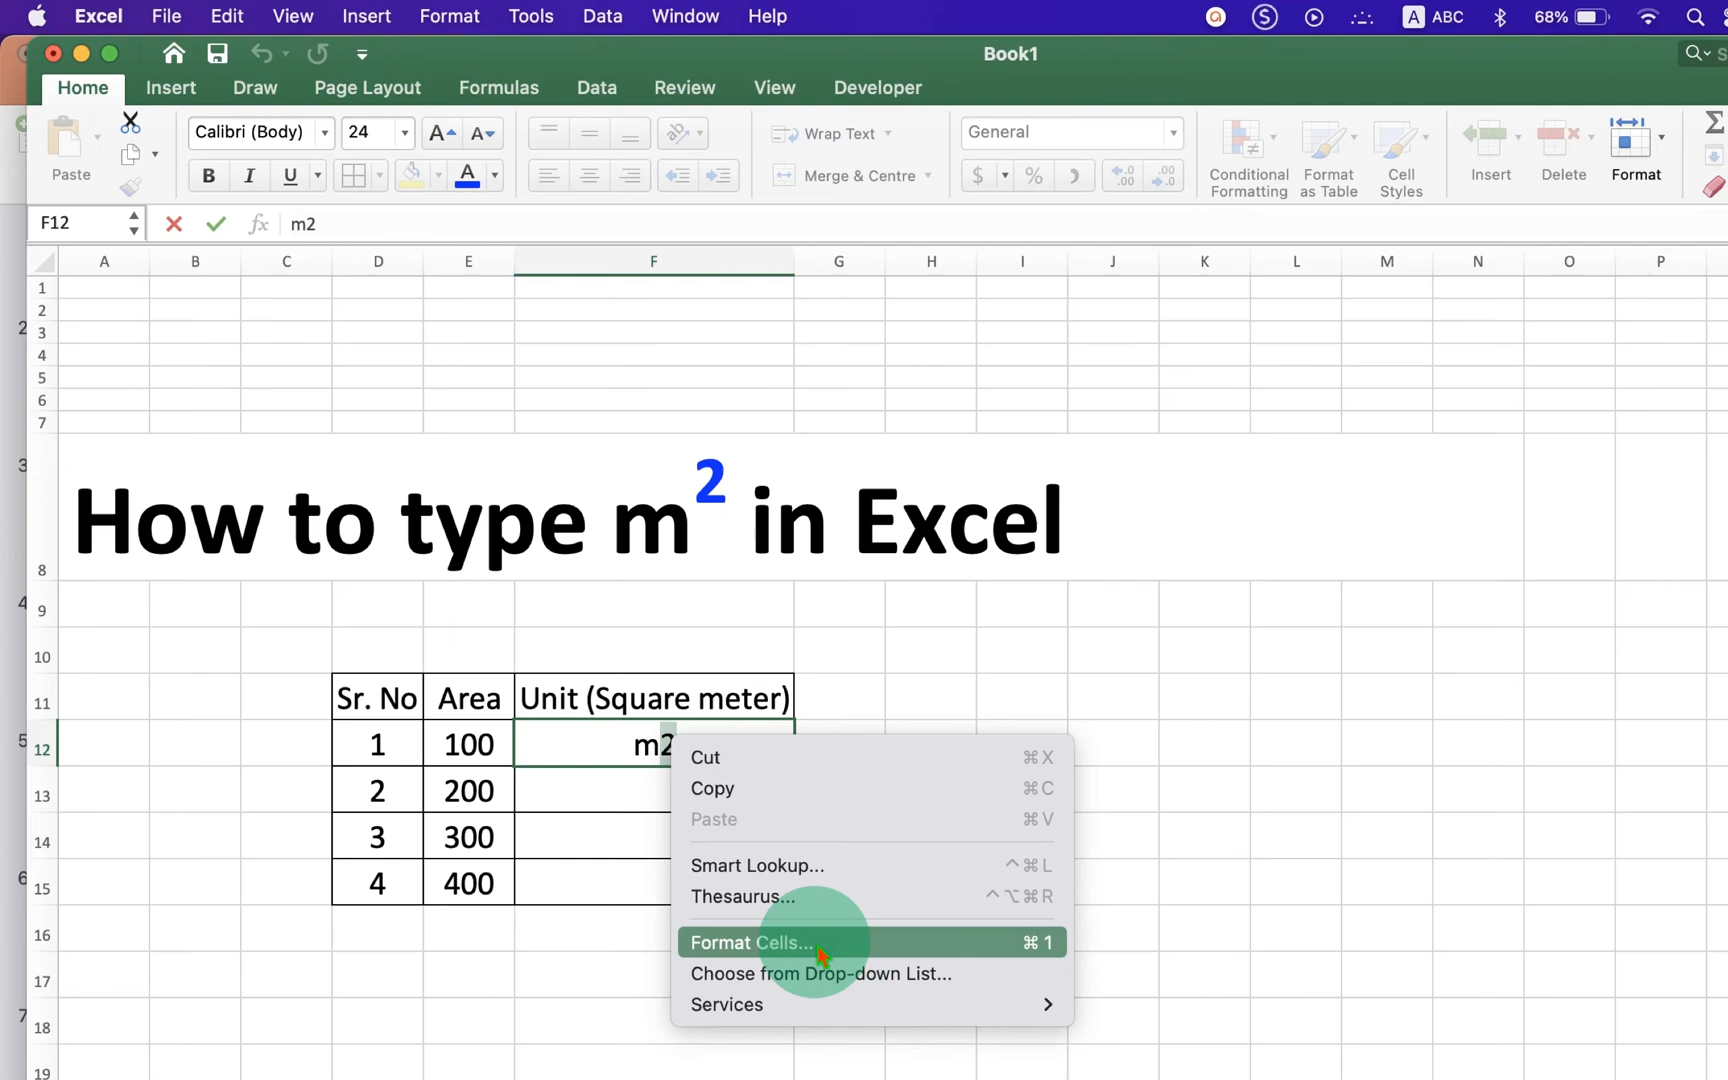 Excel File Edit View Insert Format Tools Data Window Help A ABC 68%
Book1
Home Insert Draw Page Layout Formulas Data Review View Developer
Paste Calibri (Body) 24 A A Wrap Text General
B I U A Merge & Centre $ % Conditional Formatting Format as Table Cell Styles Insert Delete Format
F12 fx m2
A B C D E F G H I J K L M N O P
1
2
3
4
5
6
7
8 How to type m² in Excel
9
10
11 Sr. No Area Unit (Square meter)
12 1 100 m2
13 2 200
14 3 300
15 4 400
16
17
18
19
Cut ⌘X
Copy ⌘C
Paste ⌘V
Smart Lookup... ^⌘L
Thesaurus... ^⌥⌘R
Format Cells... ⌘1
Choose from Drop-down List...
Services